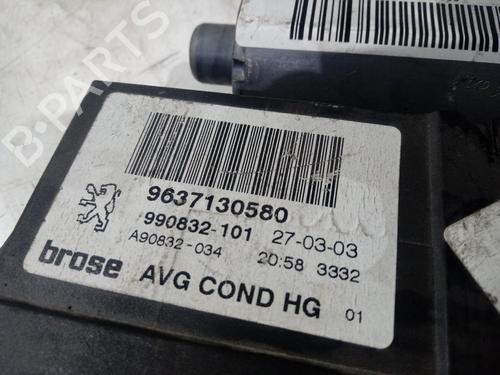 9637130580
990832-101 27-03-03
A90832-034 20:58 3332
brose AVG COND HG 01
B-PARTS